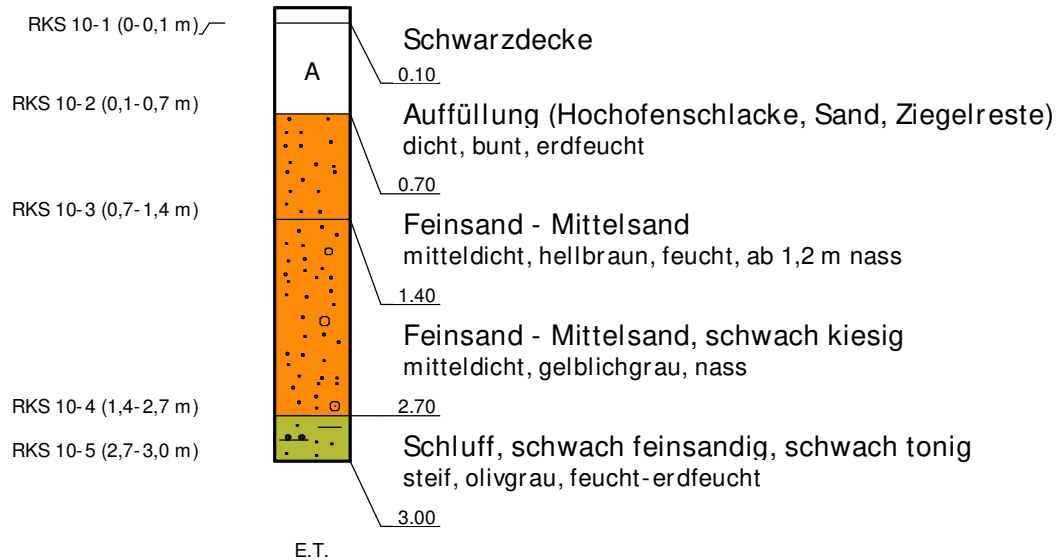 RKS 10-1 (0-0,1 m)
Schwarzdecke
A
0.10
RKS 10-2 (0,1-0,7 m)
Auffüllung (Hochofenschlacke, Sand, Ziegelreste)
dicht, bunt, erdfeucht
0.70
RKS 10-3 (0,7-1,4 m)
Feinsand - Mittelsand
mitteldicht, hellbraun, feucht, ab 1,2 m nass
1.40
Feinsand - Mittelsand, schwach kiesig
mitteldicht, gelblichgrau, nass
RKS 10-4 (1,4-2,7 m)
2.70
RKS 10-5 (2,7-3,0 m)
Schluff, schwach feinsandig, schwach tonig
steif, olivgrau, feucht-erdfeucht
3.00
E.T.